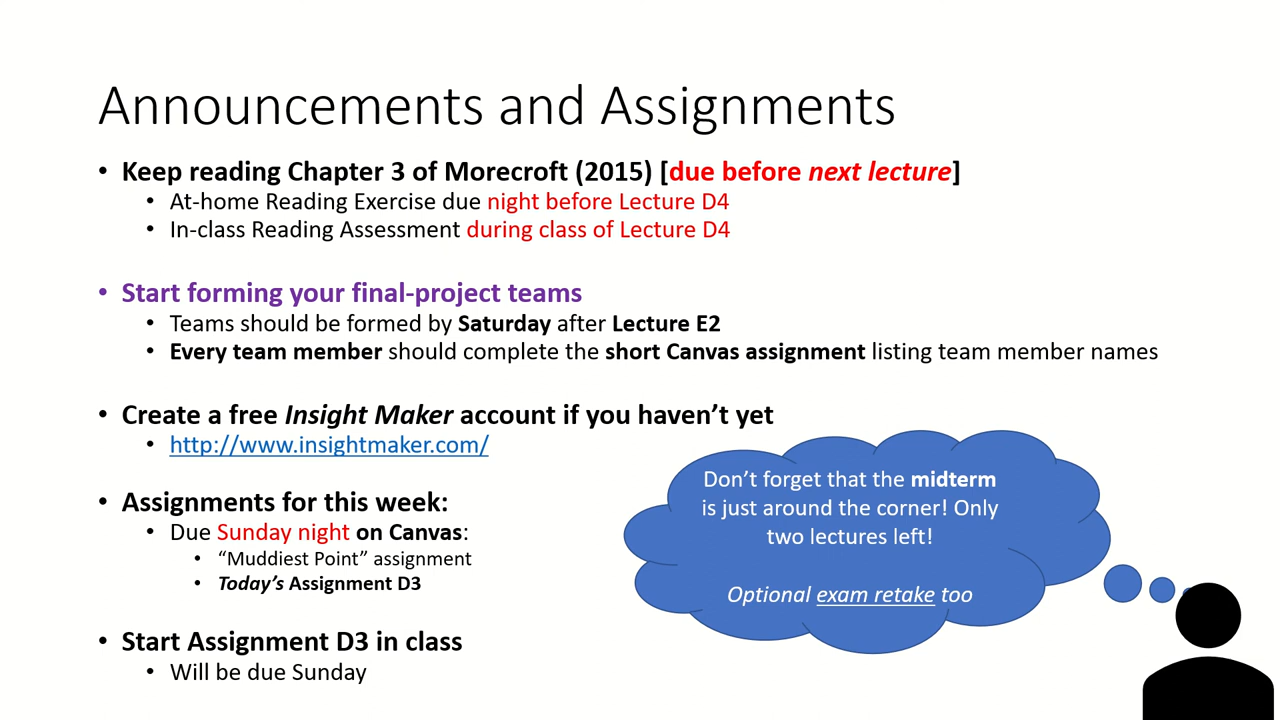 Announcements and Assignments
• Keep reading Chapter 3 of Morecroft (2015) [due before next lecture]
• At-home Reading Exercise due night before Lecture D4
• In-class Reading Assessment during class of Lecture D4
• Start forming your final-project teams
• Teams should be formed by Saturday after Lecture E2
• Every team member should complete the short Canvas assignment listing team member names
• Create a free Insight Maker account if you haven’t yet
• http://www.insightmaker.com/
• Assignments for this week:
• Due Sunday night on Canvas:
• “Muddiest Point” assignment
• Today’s Assignment D3
• Start Assignment D3 in class
• Will be due Sunday
Don’t forget that the midterm
is just around the corner! Only
two lectures left!
Optional exam retake too